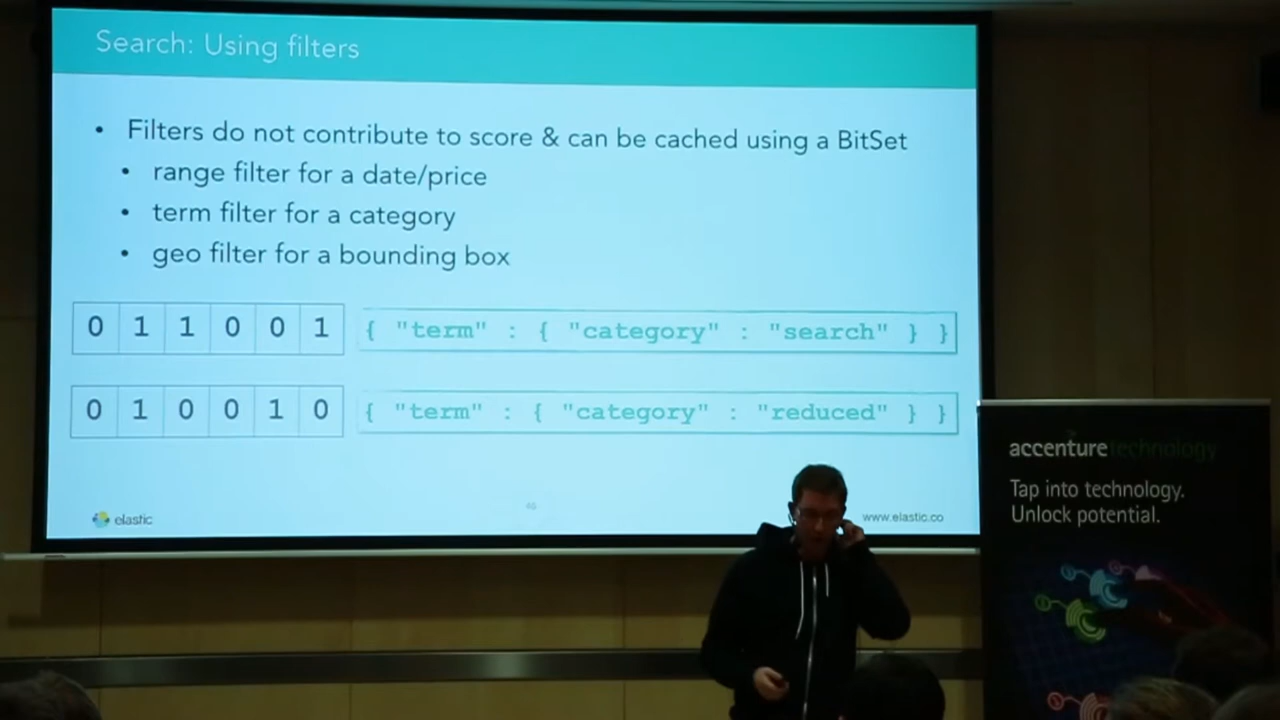 Search: Using filters
• Filters do not contribute to score & can be cached using a BitSet
• range filter for a date/price
• term filter for a category
• geo filter for a bounding box
0 1 1 0 0 1 { "term" : { "category" : "search" } }
0 1 0 0 1 0 { "term" : { "category" : "reduced" } }
elastic
46
www.elastic.co
accenturetechnology
Tap into technology.
Unlock potential.